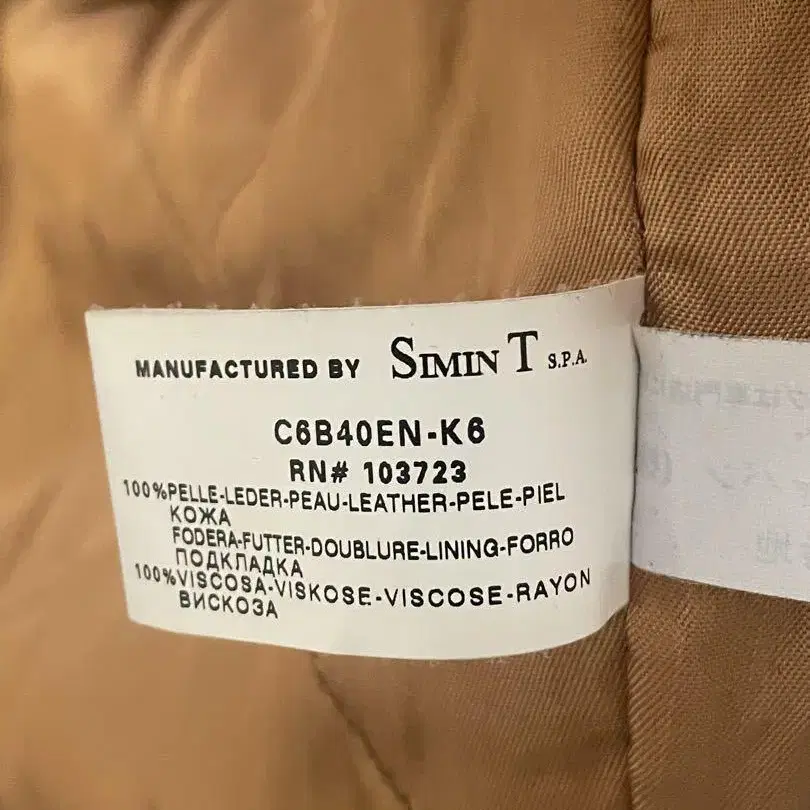 MANUFACTURED BY SIMIN T S.P.A.
C6B40EN-K6
RN# 103723
100%PELLE-LEDER-PEAU-LEATHER-PELE-PIEL
КОЖА
FODERA-FUTTER-DOUBLURE-LINING-FORRO
ПОДКЛАДКА
100%VISCOSA-VISKOSE-VISCOSE-RAYON
ВИСКОЗА